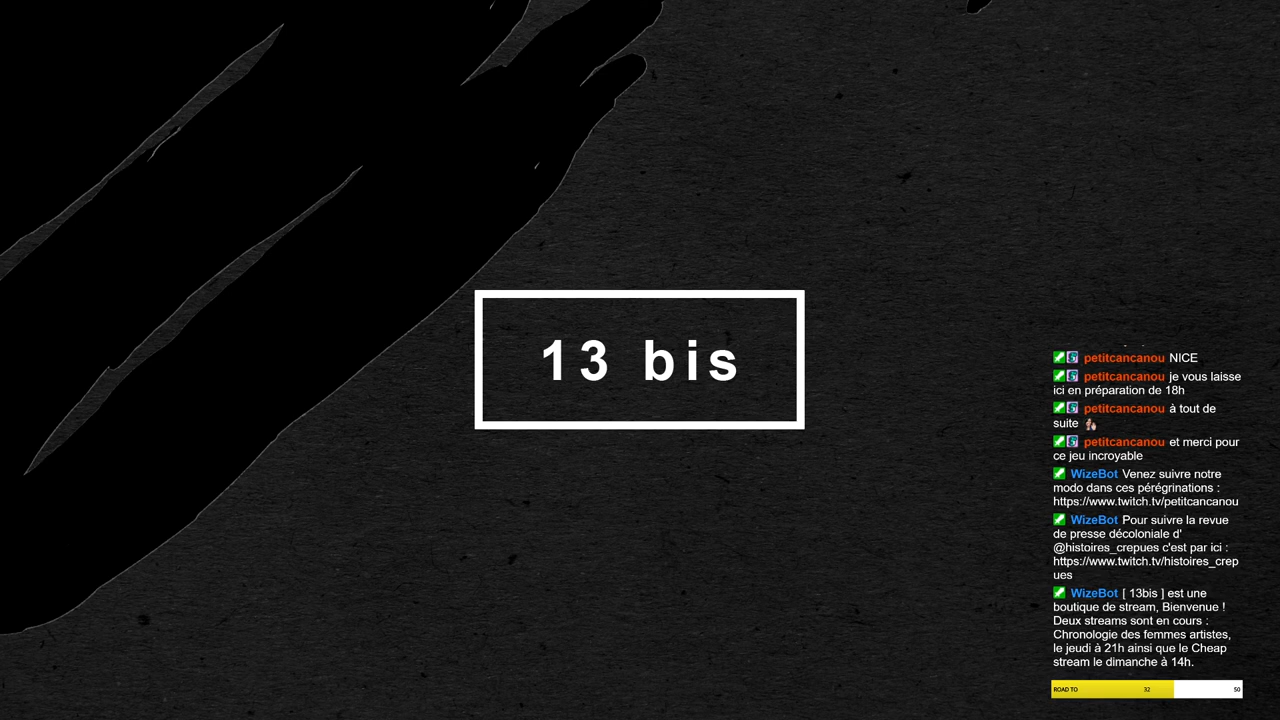 13 bis
petitcancanou NICE
petitcancanou je vous laisse
ici en préparation de 18h
petitcancanou à tout de
suite
petitcancanou et merci pour
ce jeu incroyable
WizeBot Venez suivre notre
modo dans ces pérégrinations :
https://www.twitch.tv/petitcancanou
WizeBot Pour suivre la revue
de presse décoloniale d'
@histoires_crepues c'est par ici :
https://www.twitch.tv/histoires_crep
ues
WizeBot [ 13bis ] est une
boutique de stream, Bienvenue !
Deux streams sont en cours :
Chronologie des femmes artistes,
le jeudi à 21h ainsi que le Cheap
stream le dimanche à 14h.
ROAD TO 32 50